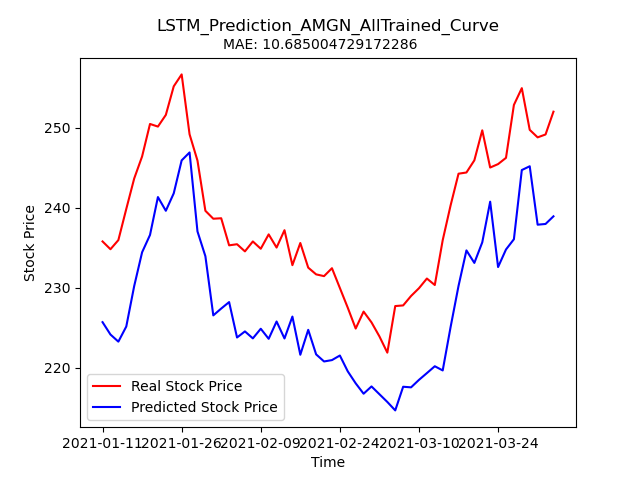 LSTM_Prediction_AMGN_AllTrained_Curve
MAE: 10.685004729172286
Stock Price
250
240
230
220
Real Stock Price
Predicted Stock Price
2021-01-11 2021-01-26 2021-02-09 2021-02-24 2021-03-10 2021-03-24
Time